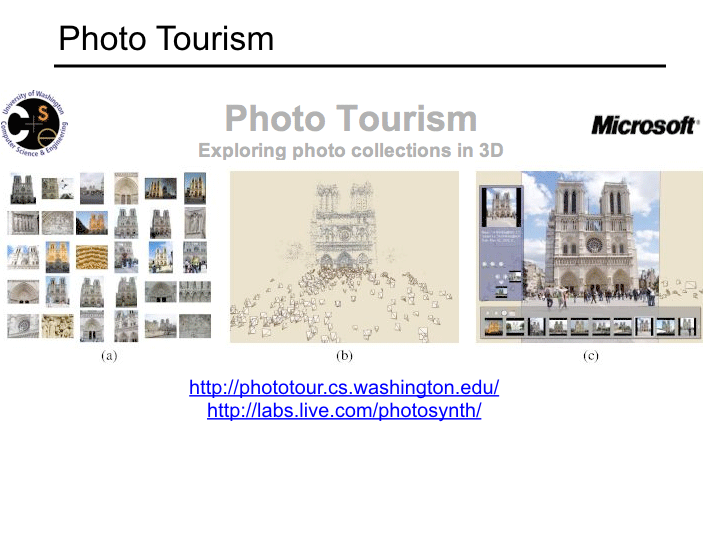 Photo Tourism
University of Washington
Computer Science & Engineering
Photo Tourism
Exploring photo collections in 3D
Microsoft®
(a)
(b)
(c)
http://phototour.cs.washington.edu/
http://labs.live.com/photosynth/